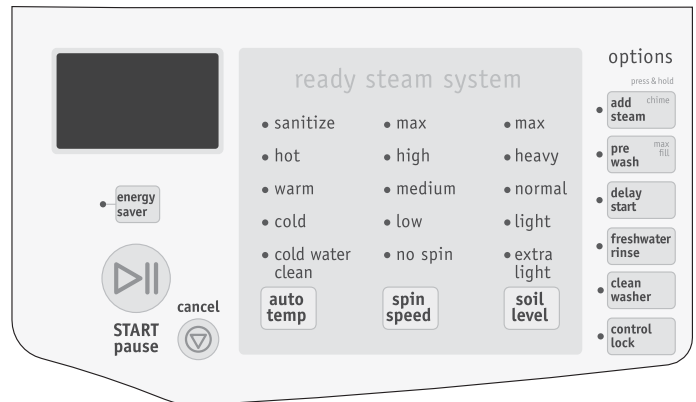 ready steam system
sanitize
hot
warm
cold
cold water
clean
auto
temp
max
high
medium
low
no spin
spin
speed
max
heavy
normal
light
extra
light
soil
level
energy
saver
START
pause
cancel
options
press & hold
add chime
steam
pre max
wash fill
delay
start
freshwater
rinse
clean
washer
control
lock